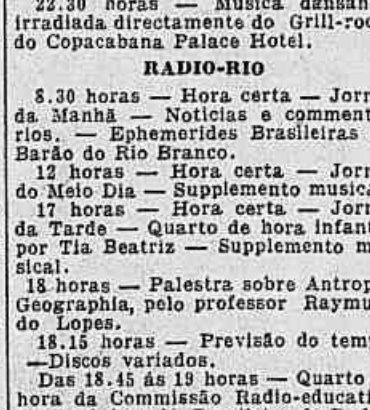 22.30 horas — Musica dansan
irradiada directamente do Grill-roo
do Copacabana Palace Hotel.
RADIO-RIO
8.30 horas — Hora certa — Jorn
da Manhã — Noticias e comment
rios. — Ephemerides Brasileiras
Barão do Rio Branco.
12 horas — Hora certa — Jorn
do Meio Dia — Supplemento musica
17 horas — Hora certa — Jorn
da Tarde — Quarto de hora infant
por Tia Beatriz — Supplemento m
sical.
18 horas — Palestra sobre Antrop
Geographia, pelo professor Raymu
do Lopes.
18.15 horas — Previsão do tem
—Discos variados.
Das 18.45 ás 19 horas — Quarto
hora da Commissão Radio-educati